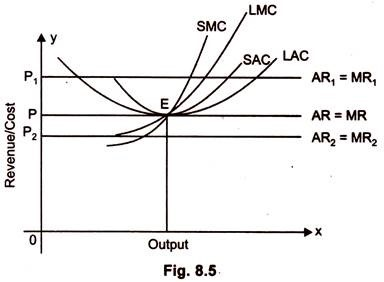 y
SMC
LMC
SAC
LAC
P1
AR1 = MR1
E
P
AR = MR
P2
AR2 = MR2
Revenue/Cost
0
Output
x
Fig. 8.5